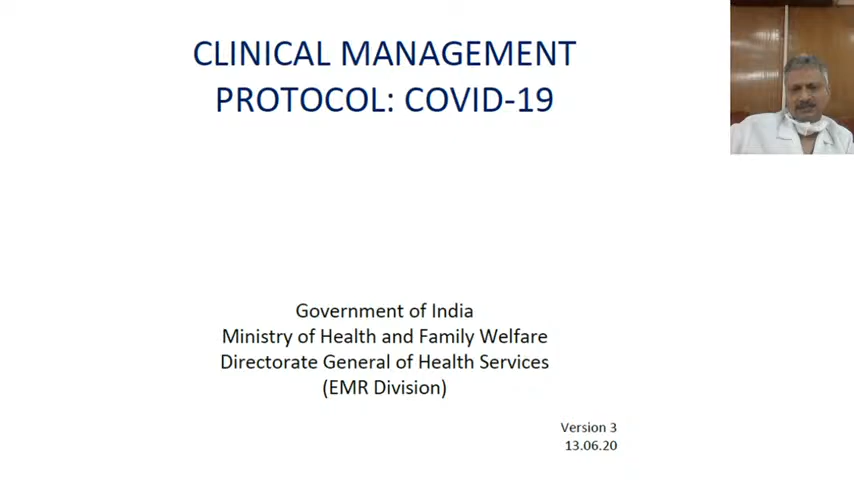 CLINICAL MANAGEMENT
PROTOCOL: COVID-19
Government of India
Ministry of Health and Family Welfare
Directorate General of Health Services
(EMR Division)
Version 3
13.06.20